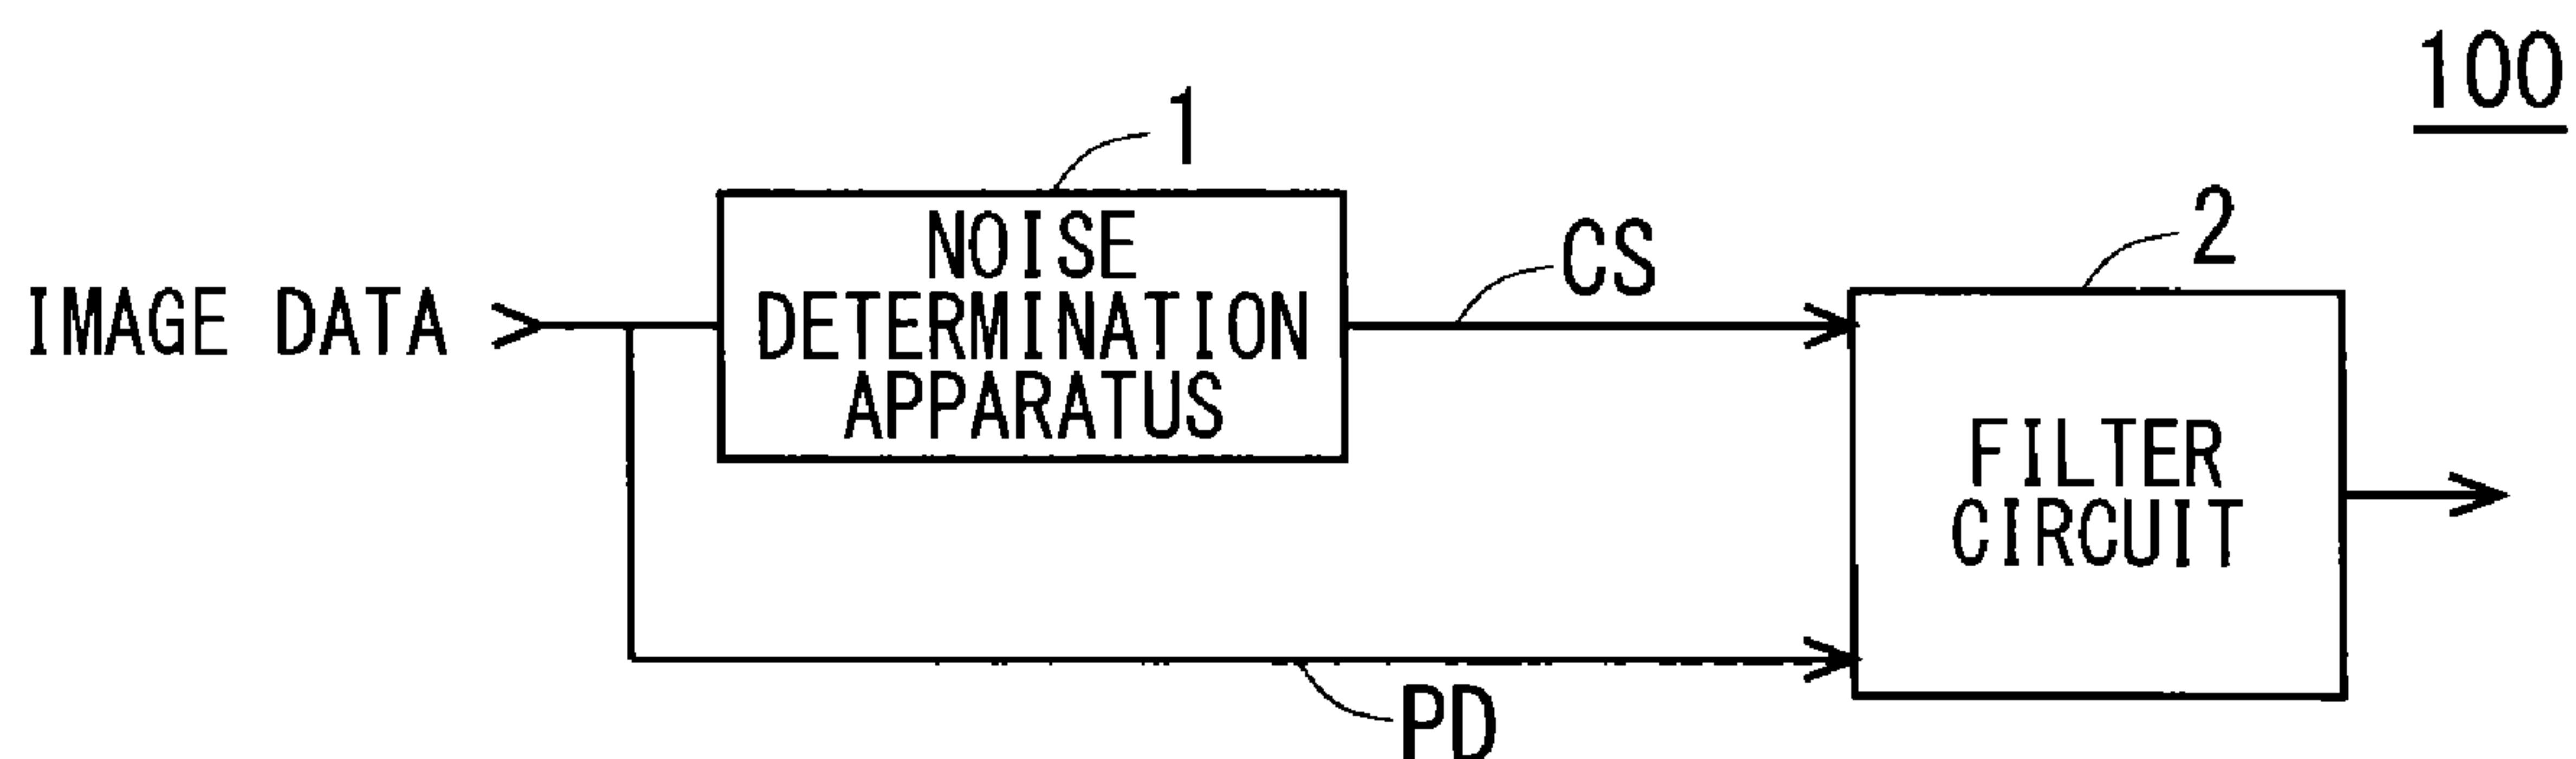 100
1
NOISE
DETERMINATION
APPARATUS
CS
2
IMAGE DATA
FILTER
CIRCUIT
PD